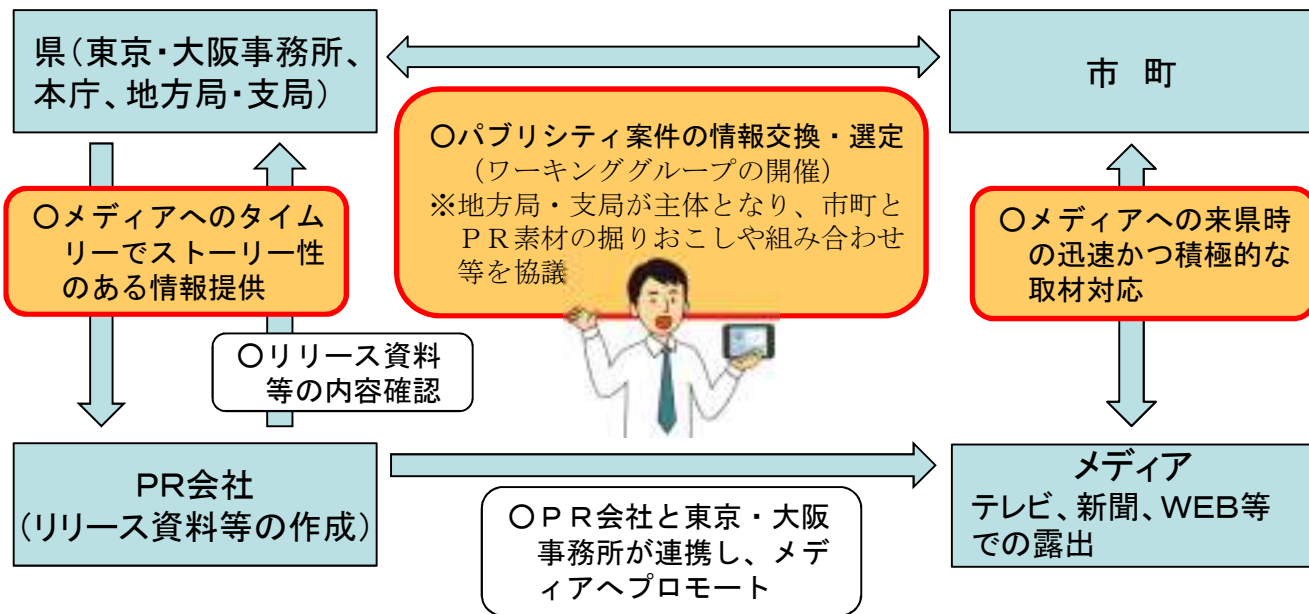 県(東京・大阪事務所、
本庁、地方局・支局)
市 町
〇パブリシティ案件の情報交換・選定
(ワーキンググループの開催)
※地方局・支局が主体となり、市町と
PR素材の掘りおこしや組み合わせ
等を協議
〇メディアへのタイム
リーでストーリー性
のある情報提供
〇メディアへの来県時
の迅速かつ積極的な
取材対応
〇リリース資料
等の内容確認
PR会社
(リリース資料等の作成)
〇PR会社と東京・大阪
事務所が連携し、メデ
ィアへプロモート
メディア
テレビ、新聞、WEB等
での露出